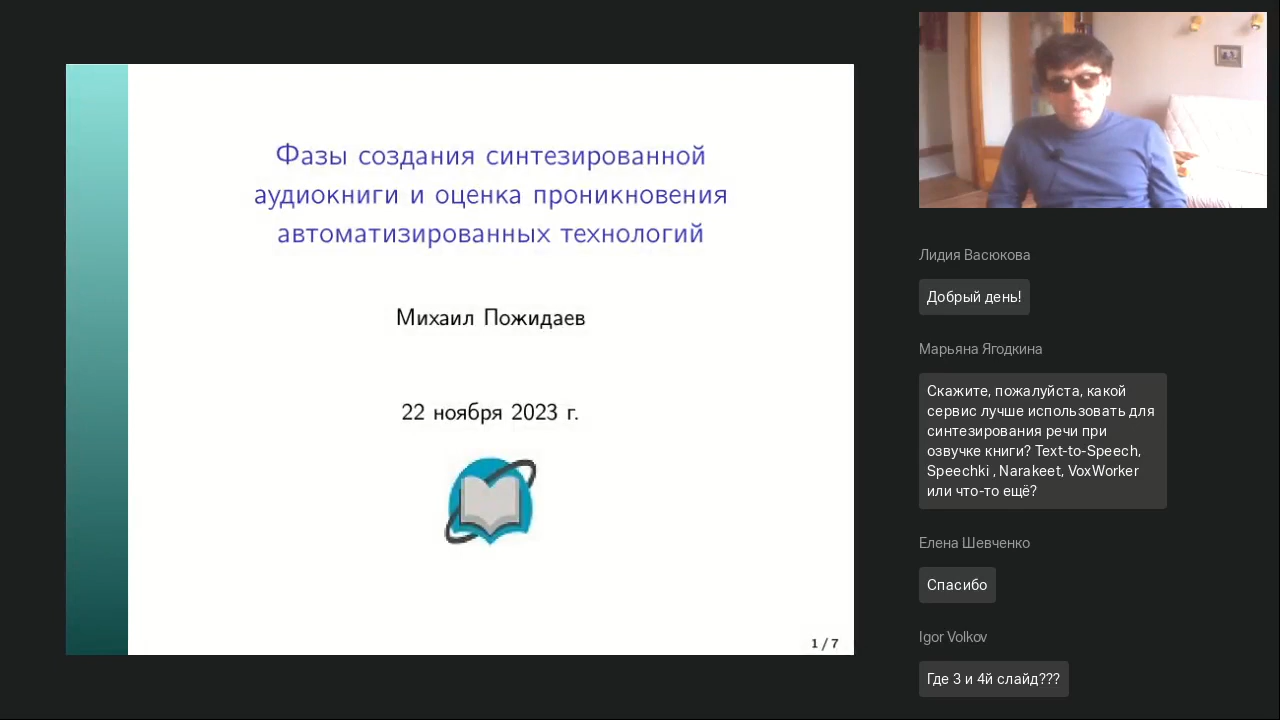 Фазы создания синтезированной
аудиокниги и оценка проникновения
автоматизированных технологий
Михаил Пожидаев
22 ноября 2023 г.
1 / 7
Лидия Васюкова
Добрый день!
Марьяна Ягодкина
Скажите, пожалуйста, какой
сервис лучше использовать для
синтезирования речи при
озвучке книги? Text-to-Speech,
Speechki , Narakeet, VoxWorker
или что-то ещё?
Елена Шевченко
Спасибо
Igor Volkov
Где 3 и 4й слайд???